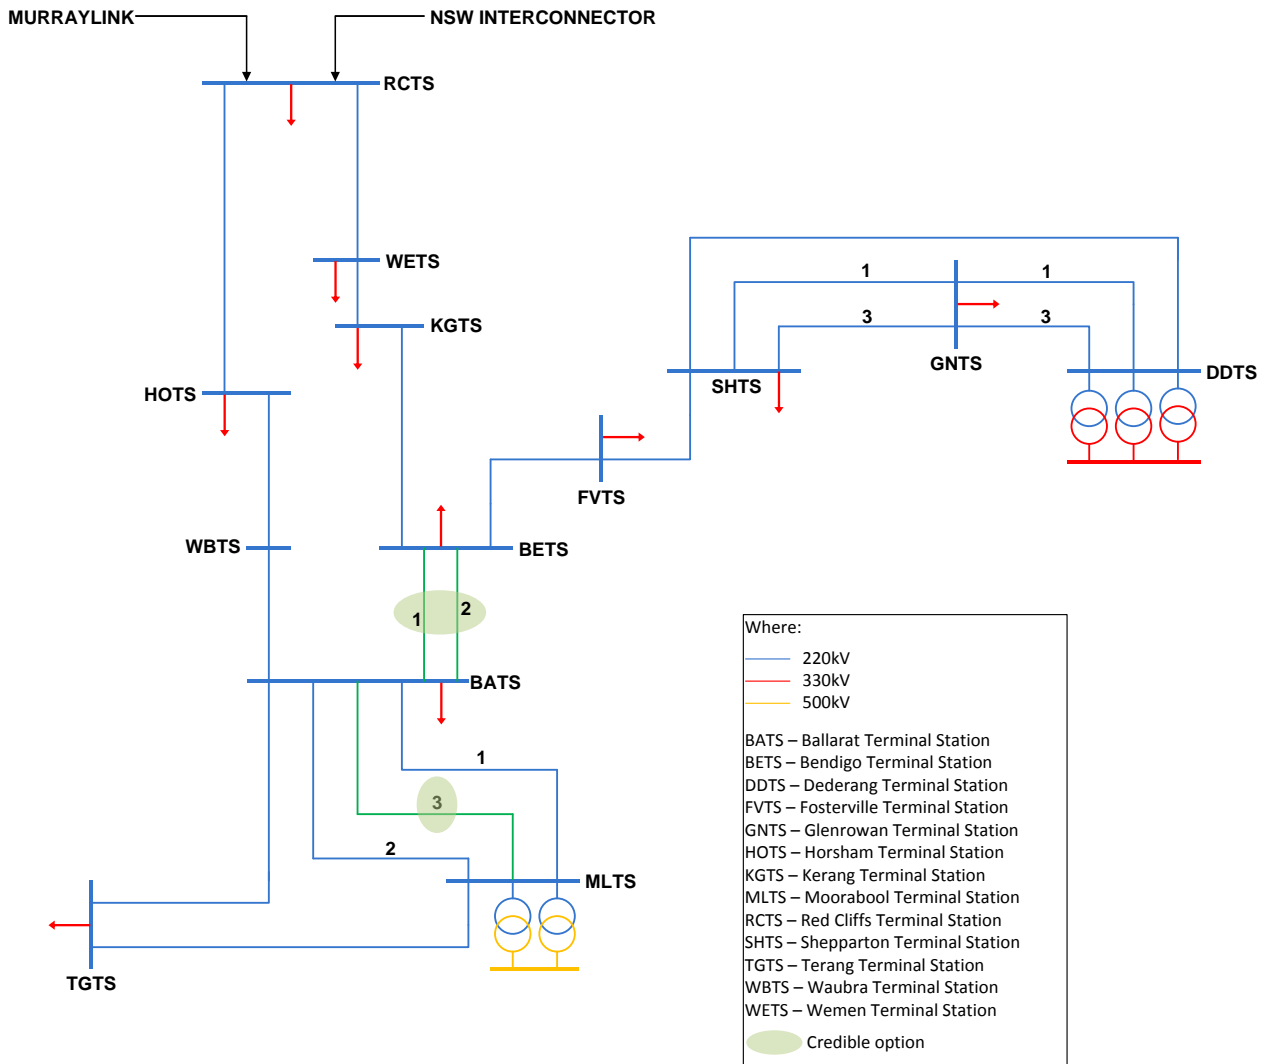 MURRAYLINK
NSW INTERCONNECTOR
RCTS
WETS
KGTS
HOTS
1
1
3
3
GNTS
SHTS
DDTS
FVTS
WBTS
BETS
1
2
BATS
1
3
2
MLTS
TGTS
Where:
220kV
330kV
500kV
BATS – Ballarat Terminal Station
BETS – Bendigo Terminal Station
DDTS – Dederang Terminal Station
FVTS – Fosterville Terminal Station
GNTS – Glenrowan Terminal Station
HOTS – Horsham Terminal Station
KGTS – Kerang Terminal Station
MLTS – Moorabool Terminal Station
RCTS – Red Cliffs Terminal Station
SHTS – Shepparton Terminal Station
TGTS – Terang Terminal Station
WBTS – Waubra Terminal Station
WETS – Wemen Terminal Station
Credible option